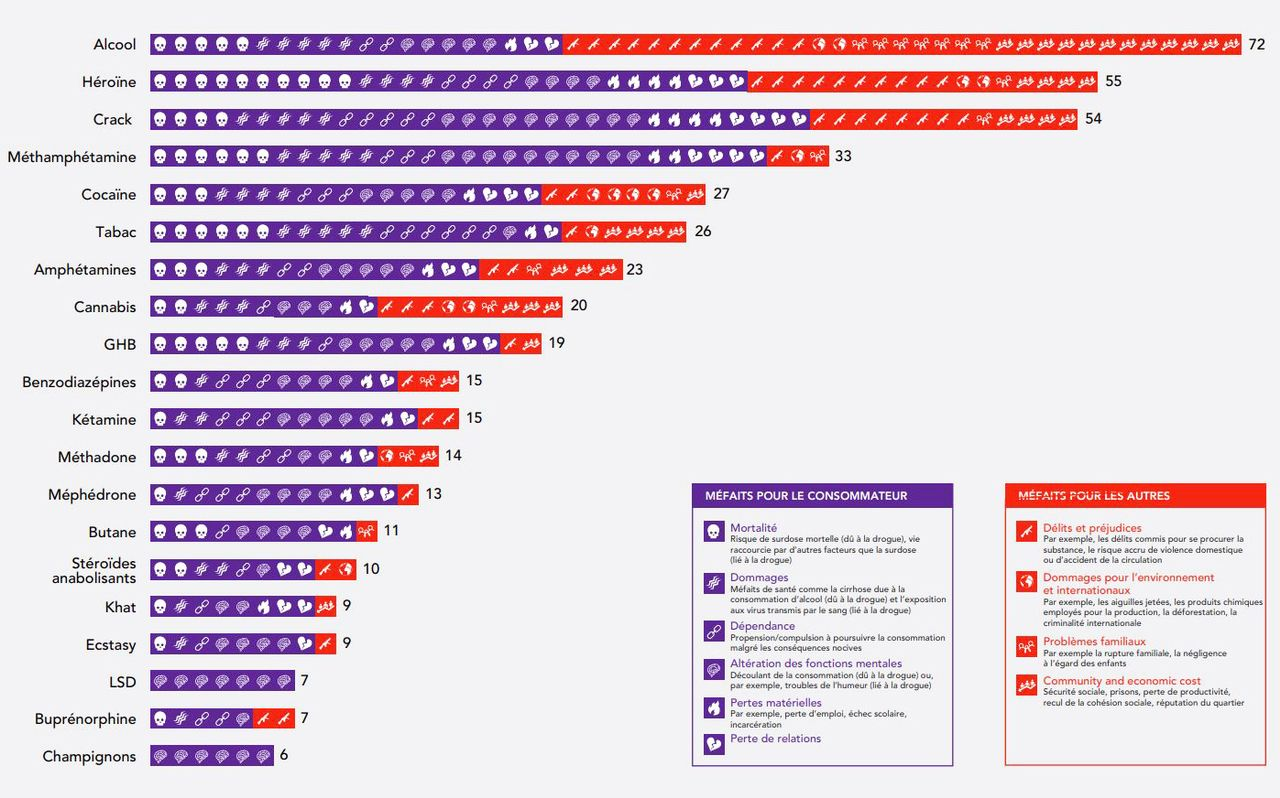 Alcool 72
Héroïne 55
Crack 54
Méthamphétamine 33
Cocaïne 27
Tabac 26
Amphétamines 23
Cannabis 20
GHB 19
Benzodiazépines 15
Kétamine 15
Méthadone 14
Méphédrone 13
Butane 11
Stéroïdes
anabolisants 10
Khat 9
Ecstasy 9
LSD 7
Buprénorphine 7
Champignons 6
MÉFAITS POUR LE CONSOMMATEUR
Mortalité
Risque de surdose mortelle (dû à la drogue), vie
raccourcie par d'autres facteurs que la surdose
(lié à la drogue)
Dommages
Méfaits de santé comme la cirrhose due à la
consommation d'alcool (dû à la drogue) et l'exposition
aux virus transmis par le sang (lié à la drogue)
Dépendance
Propension/compulsion à poursuivre la consommation
malgré les conséquences nocives
Altération des fonctions mentales
Découlant de la consommation (dû à la drogue) ou,
par exemple, troubles de l'humeur (lié à la drogue)
Pertes matérielles
Par exemple, perte d'emploi, échec scolaire,
incarcération
Perte de relations
MÉFAITS POUR LES AUTRES
Délits et préjudices
Par exemple, les délits commis pour se procurer la
substance, le risque accru de violence domestique
ou d'accident de la circulation
Dommages pour l'environnement
et internationaux
Par exemple, les aiguilles jetées, les produits chimiques
employés pour la production, la déforestation, la
criminalité internationale
Problèmes familiaux
Par exemple la rupture familiale, la négligence
à l'égard des enfants
Community and economic cost
Sécurité sociale, prisons, perte de productivité,
recul de la cohésion sociale, réputation du quartier